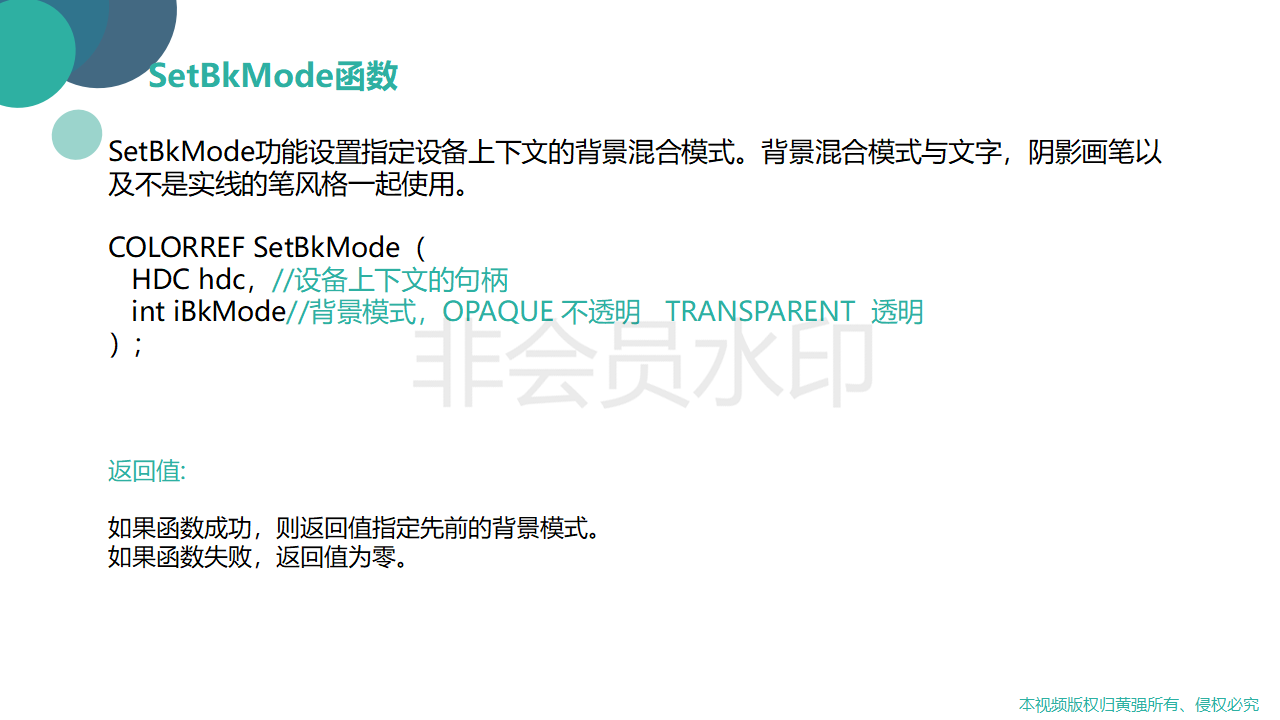 SetBkMode函数
SetBkMode功能设置指定设备上下文的背景混合模式。背景混合模式与文字，阴影画笔以
及不是实线的笔风格一起使用。
COLORREF SetBkMode（
HDC hdc，//设备上下文的句柄
int iBkMode//背景模式，OPAQUE 不透明 TRANSPARENT 透明
）;
非会员水印
返回值:
如果函数成功，则返回值指定先前的背景模式。
如果函数失败，返回值为零。
本视频版权归黄强所有、侵权必究